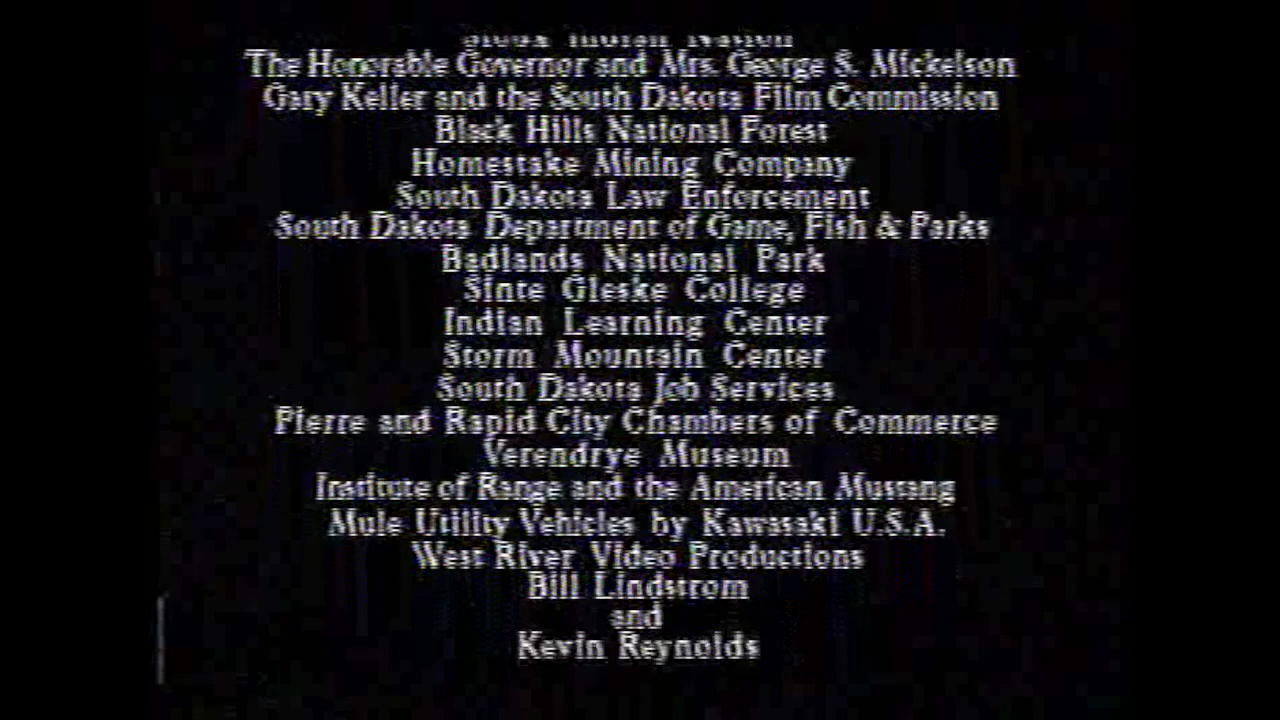 Sioux Indian Nation
The Honorable Governor and Mrs. George S. Mickelson
Gary Keller and the South Dakota Film Commission
Black Hills National Forest
Homestake Mining Company
South Dakota Law Enforcement
South Dakota Department of Game, Fish & Parks
Badlands National Park
Sinte Gleske College
Indian Learning Center
Storm Mountain Center
South Dakota Job Services
Pierre and Rapid City Chambers of Commerce
Verendrye Museum
Institute of Range and the American Mustang
Mule Utility Vehicles by Kawasaki U.S.A.
West River Video Productions
Bill Lindstrom
and
Kevin Reynolds